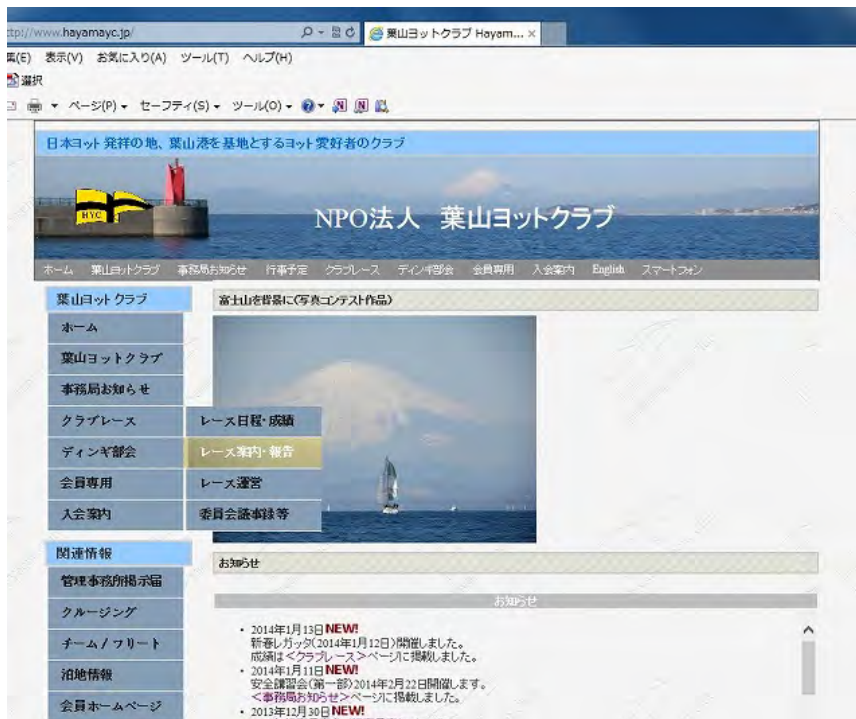 ttp://www.hayamayc.jp/
葉山ヨットクラブ Hayam... ×
集(E) 表示(V) お気に入り(A) ツール(T) ヘルプ(H)
選択
ページ(P) セーフティ(S) ツール(O)
日本ヨット発祥の地、葉山港を基地とするヨット愛好者のクラブ
HYC
NPO法人 葉山ヨットクラブ
ホーム 葉山ヨットクラブ 事務局お知らせ 行事予定 クラブレース ディンギ部会 会員専用 入会案内 English スマートフォン
葉山ヨットクラブ
ホーム
葉山ヨットクラブ
事務局お知らせ
クラブレース
ディンギ部会
会員専用
入会案内
レース日程・成績
レース案内・報告
レース運営
委員会議事録等
関連情報
管理事務所掲示届
クルージング
チーム/フリート
泊地情報
会員ホームページ
富士山を背景に(写真コンテスト作品)
お知らせ
お知らせ
・ 2014年1月13日NEW!
新春レガッタ(2014年1月12日)開催しました。
成績は<クラブレース>ページに掲載しました。
・ 2014年1月11日NEW!
安全講習会(第一部)2014年2月22日開催します。
<事務局お知らせ>ページに掲載しました。
・ 2013年12月30日NEW!